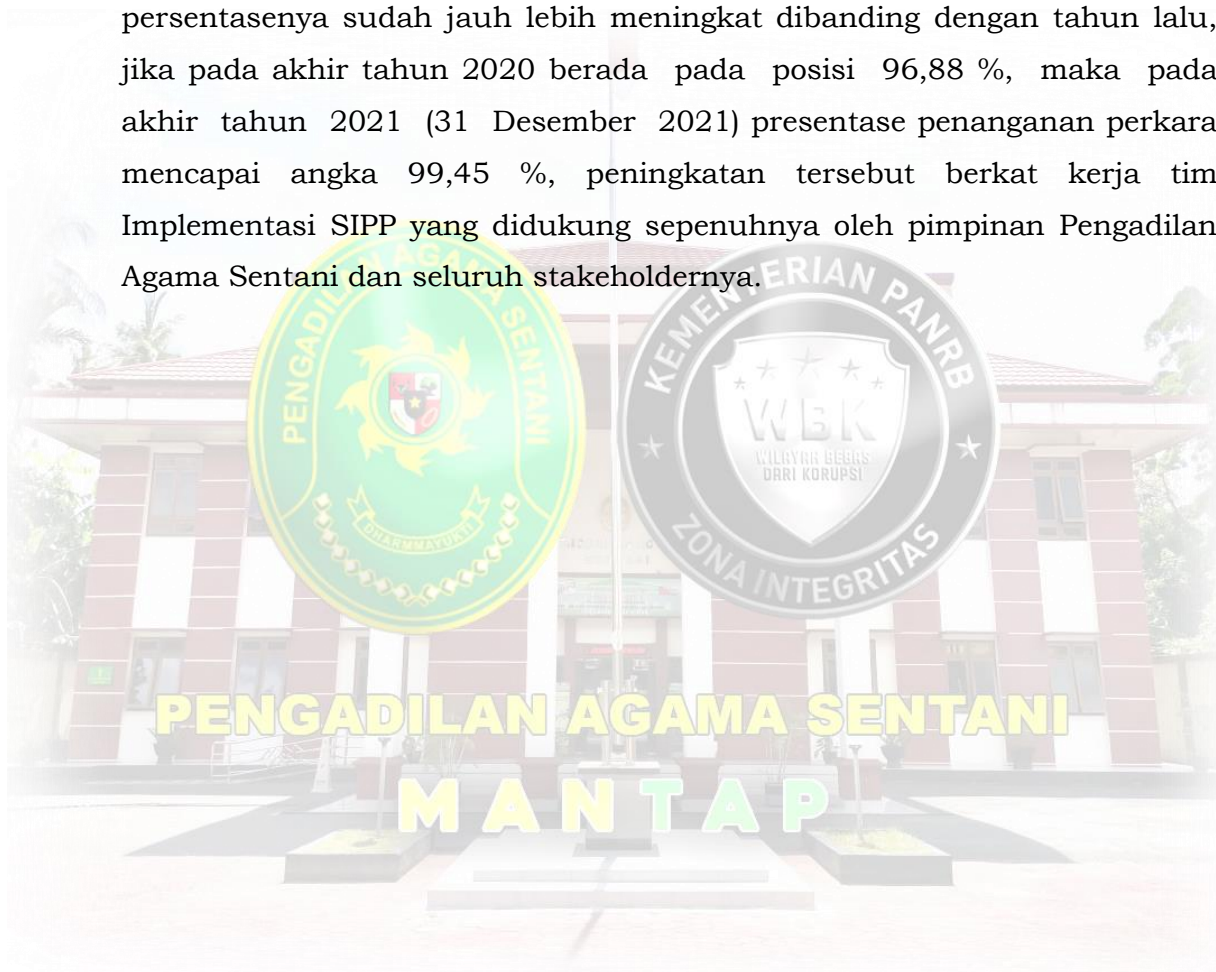 persentasenya sudah jauh lebih meningkat dibanding dengan tahun lalu,
jika pada akhir tahun 2020 berada pada posisi 96,88 %, maka pada
akhir tahun 2021 (31 Desember 2021) presentase penanganan perkara
mencapai angka 99,45 %, peningkatan tersebut berkat kerja tim
Implementasi SIPP yang didukung sepenuhnya oleh pimpinan Pengadilan
Agama Sentani dan seluruh stakeholdernya.
PENGADILAN AGAMA SENTANI
DHARMMAYUKTI
KEMENTERIAN PANRB
WBK
WILAYAH BEBAS
DARI KORUPSI
ZONA INTEGRITAS
PENGADILAN AGAMA SENTANI
MANTAP